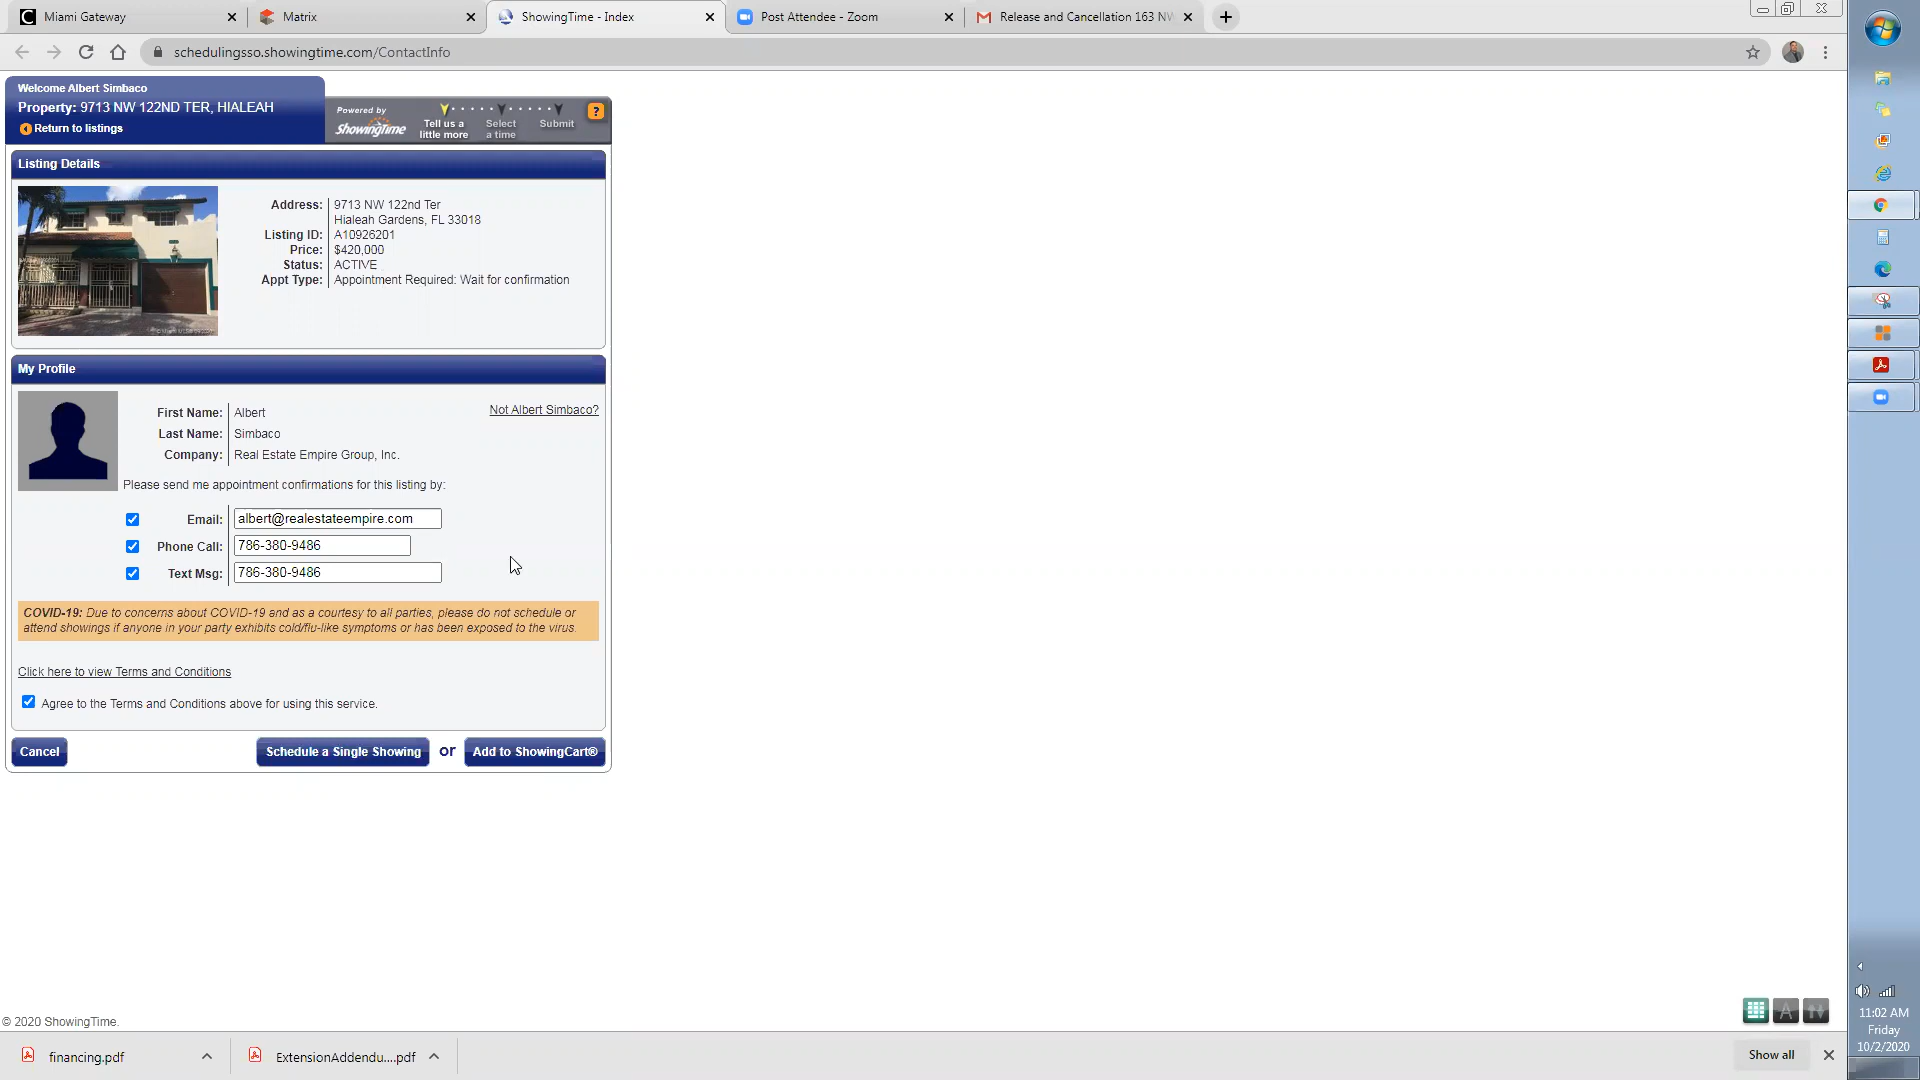 Miami Gateway
Matrix
ShowingTime - Index
Post Attendee - Zoom
Release and Cancellation 163 NW
schedulingsso.showingtime.com/ContactInfo
Welcome Albert Simbaco
Property: 9713 NW 122ND TER, HIALEAH
Return to listings
Powered by
ShowingTime
Tell us a
little more
Select
a time
Submit
?
Listing Details
Address: 9713 NW 122nd Ter
Hialeah Gardens, FL 33018
Listing ID: A10926201
Price: $420,000
Status: ACTIVE
Appt Type: Appointment Required: Wait for confirmation
My Profile
First Name: Albert
Not Albert Simbaco?
Last Name: Simbaco
Company: Real Estate Empire Group, Inc.
Please send me appointment confirmations for this listing by:
Email: albert@realestateempire.com
Phone Call: 786-380-9486
Text Msg: 786-380-9486
COVID-19: Due to concerns about COVID-19 and as a courtesy to all parties, please do not schedule or
attend showings if anyone in your party exhibits cold/flu-like symptoms or has been exposed to the virus.
Click here to view Terms and Conditions
Agree to the Terms and Conditions above for using this service.
Cancel
Schedule a Single Showing or Add to ShowingCart®
© 2020 ShowingTime.
financing.pdf
ExtensionAddendu....pdf
Show all
A
11:02 AM
Friday
10/2/2020